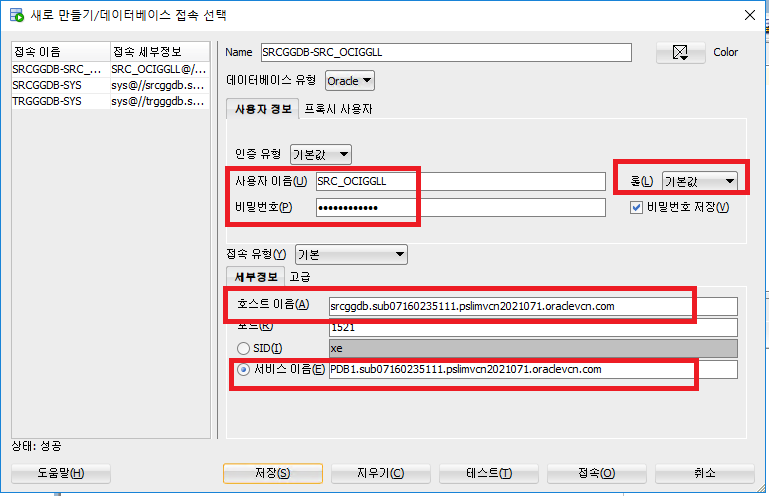 새로 만들기/데이터베이스 접속 선택
접속 이름 접속 세부정보
SRCGGDB-SRC_... SRC_OCIGGLL@/...
SRCGGDB-SYS sys@//srcggdb.s...
TRGGGDB-SYS sys@//trgggdb.s...
Name SRCGGDB-SRC_OCIGGLL Color
데이터베이스 유형 Oracle
사용자 정보 프록시 사용자
인증 유형 기본값
사용자 이름(U) SRC_OCIGGLL 롤(L) 기본값
비밀번호(P) •••••••••••• 비밀번호 저장(V)
접속 유형(Y) 기본
세부정보 고급
호스트 이름(A) srcggdb.sub07160235111.pslimvcn2021071.oraclevcn.com
포트(R) 1521
SID(I) xe
서비스 이름(E) PDB1.sub07160235111.pslimvcn2021071.oraclevcn.com
상태: 성공
도움말(H) 저장(S) 지우기(C) 테스트(T) 접속(O) 취소